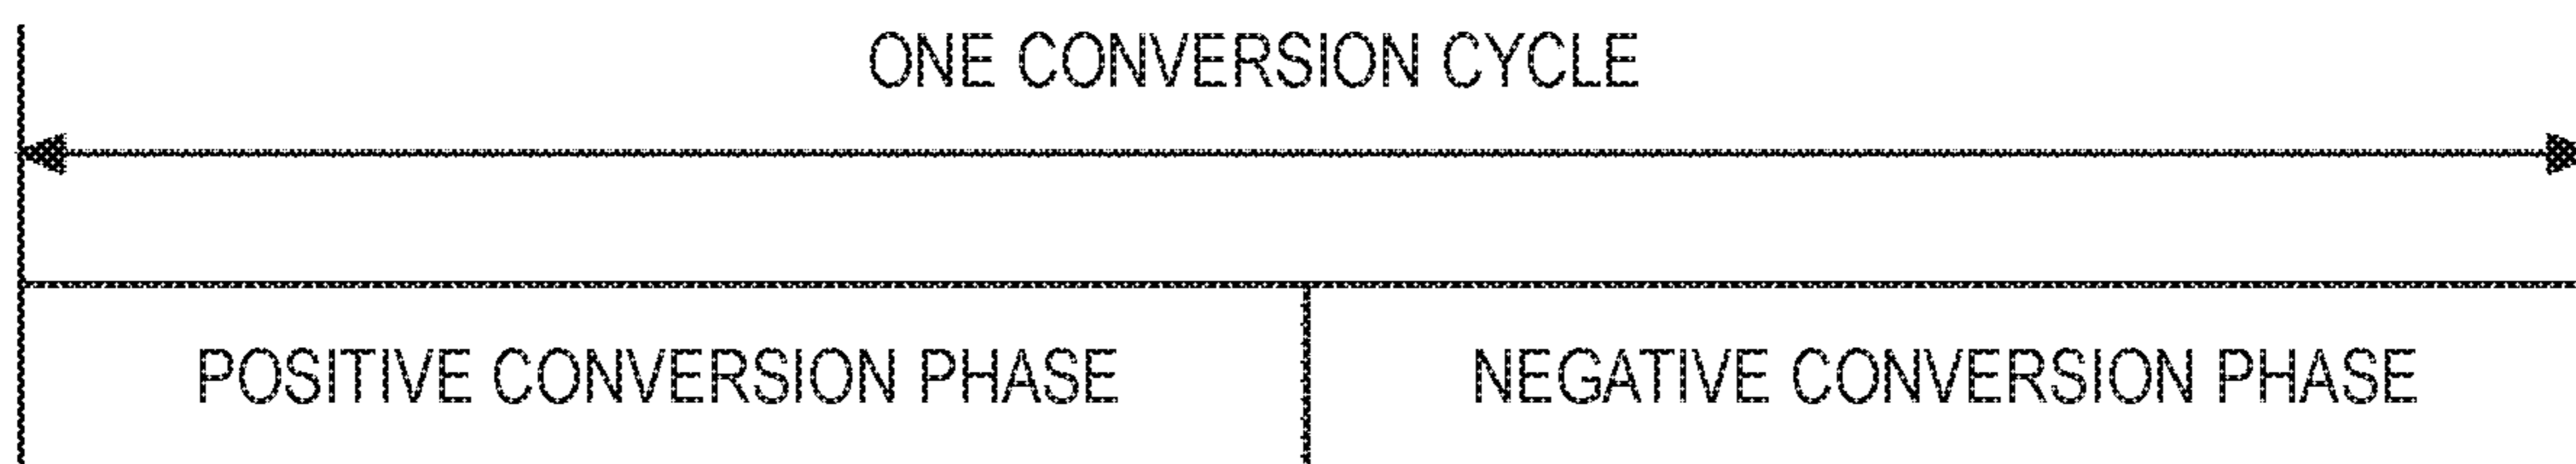 ONE CONVERSION CYCLE
POSITIVE CONVERSION PHASE
NEGATIVE CONVERSION PHASE